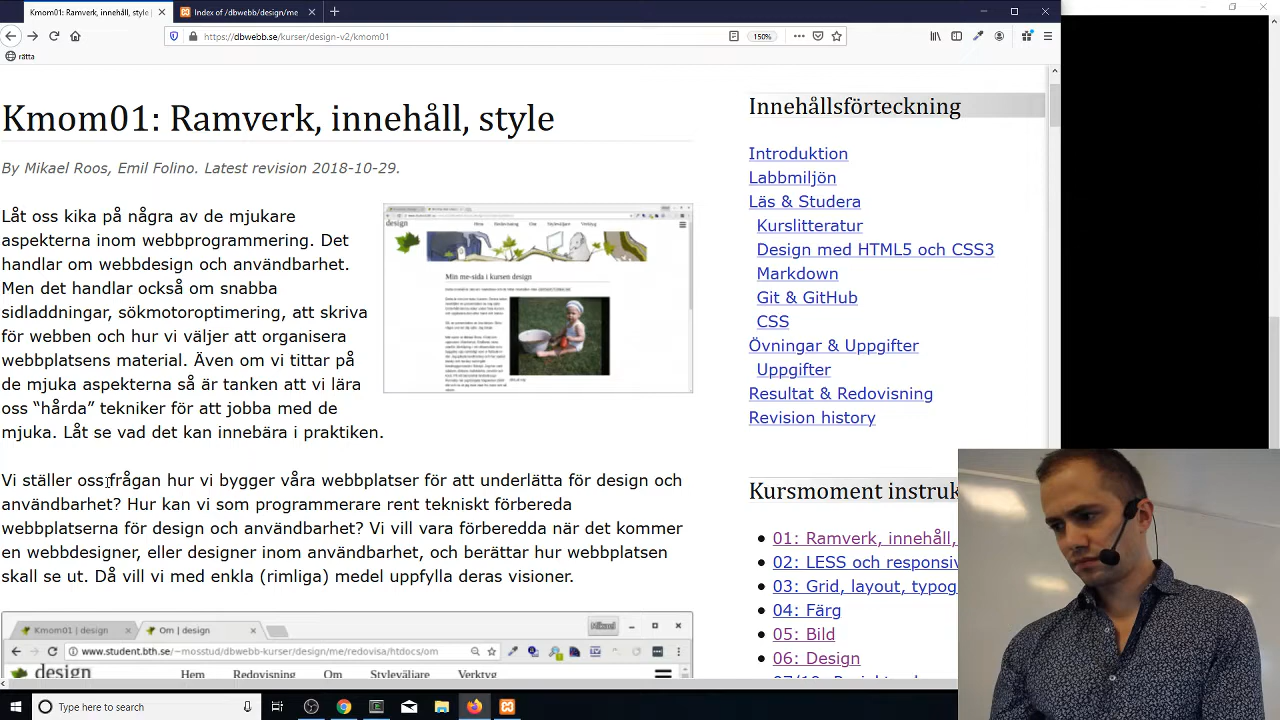 Kmom01: Ramverk, innehåll, style
Index of /dbwebb/design/me
https://dbwebb.se/kurser/design-v2/kmom01
150%
rätta
Kmom01: Ramverk, innehåll, style
By Mikael Roos, Emil Folino. Latest revision 2018-10-29.
Låt oss kika på några av de mjukare
aspekterna inom webbprogrammering. Det
handlar om webbdesign och användbarhet.
Men det handlar också om snabba
sidladdningar, sökmotoroptimering, att skriva
för webben och hur vi kan att organisera
webbplatsens material. Även om vi tittar på
de mjuka aspekterna så är tanken att vi lära
oss "hårda" tekniker för att jobba med de
mjuka. Låt se vad det kan innebära i praktiken.
design
Hem Redovisning Om Styleväljare Verktyg
Min me-sida i kursen design
Vi ställer oss frågan hur vi bygger våra webbplatser för att underlätta för design och
användbarhet? Hur kan vi som programmerare rent tekniskt förbereda
webbplatserna för design och användbarhet? Vi vill vara förberedda när det kommer
en webbdesigner, eller designer inom användbarhet, och berättar hur webbplatsen
skall se ut. Då vill vi med enkla (rimliga) medel uppfylla deras visioner.
Kmom01 | design
Om | design
Mikael
www.student.bth.se/~mosstud/dbwebb-kurser/design/me/redovisa/htdocs/om
design
Hem Redovisning Om Styleväljare Verktyg
Innehållsförteckning
Introduktion
Labbmiljön
Läs & Studera
Kurslitteratur
Design med HTML5 och CSS3
Markdown
Git & GitHub
CSS
Övningar & Uppgifter
Uppgifter
Resultat & Redovisning
Revision history
Kursmoment instruk
01: Ramverk, innehåll,
02: LESS och responsiv
03: Grid, layout, typog
04: Färg
05: Bild
06: Design
Type here to search